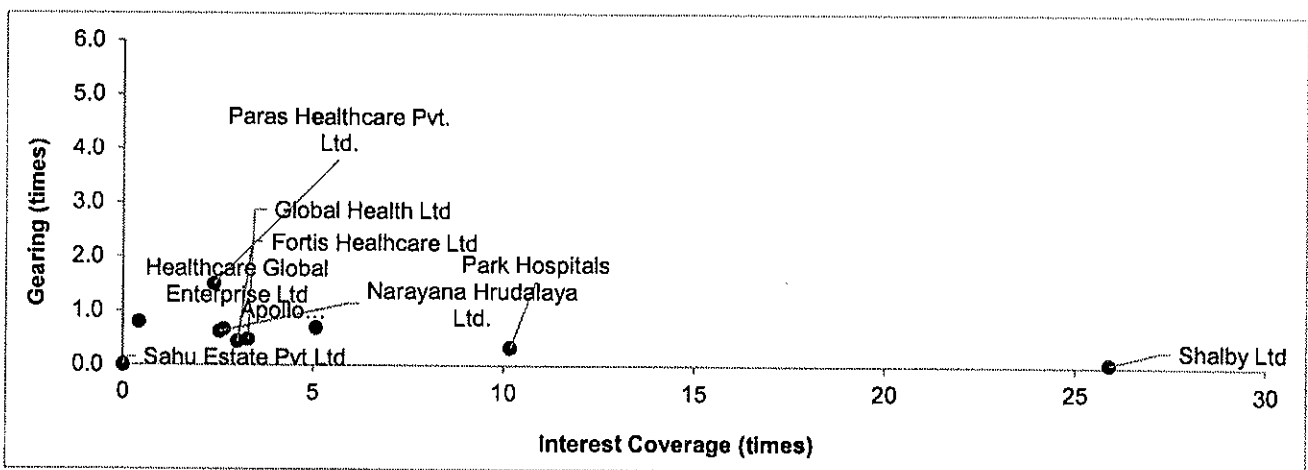 6.0
5.0
4.0
3.0
2.0
1.0
0.0
Gearing (times)
Paras Healthcare Pvt.
Ltd.
Global Health Ltd
Fortis Healhcare Ltd
Healthcare Global
Enterprise Ltd
Park Hospitals
Narayana Hrudalaya
Ltd.
Apollo...
Sahu Estate Pvt Ltd
Shalby Ltd
0
5
10
15
20
25
30
Interest Coverage (times)